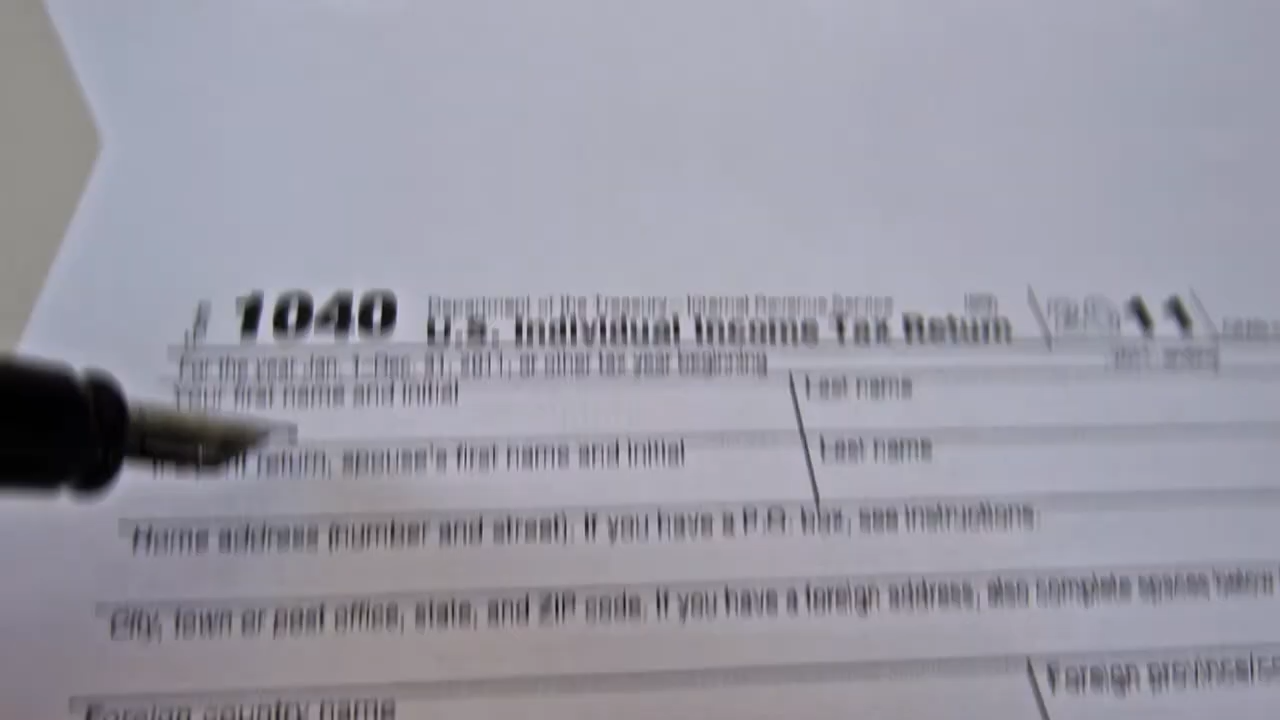 1040 Department of the Treasury - Internal Revenue Service
U.S. Individual Income Tax Return 2011
For the year Jan. 1-Dec. 31, 2011, or other tax year beginning
Your first name and initial Last name
return, spouse's first name and initial Last name
Home address (number and street). If you have a P.O. box, see instructions.
City, town or post office, state, and ZIP code. If you have a foreign address, also complete spaces below
Foreign country name Foreign